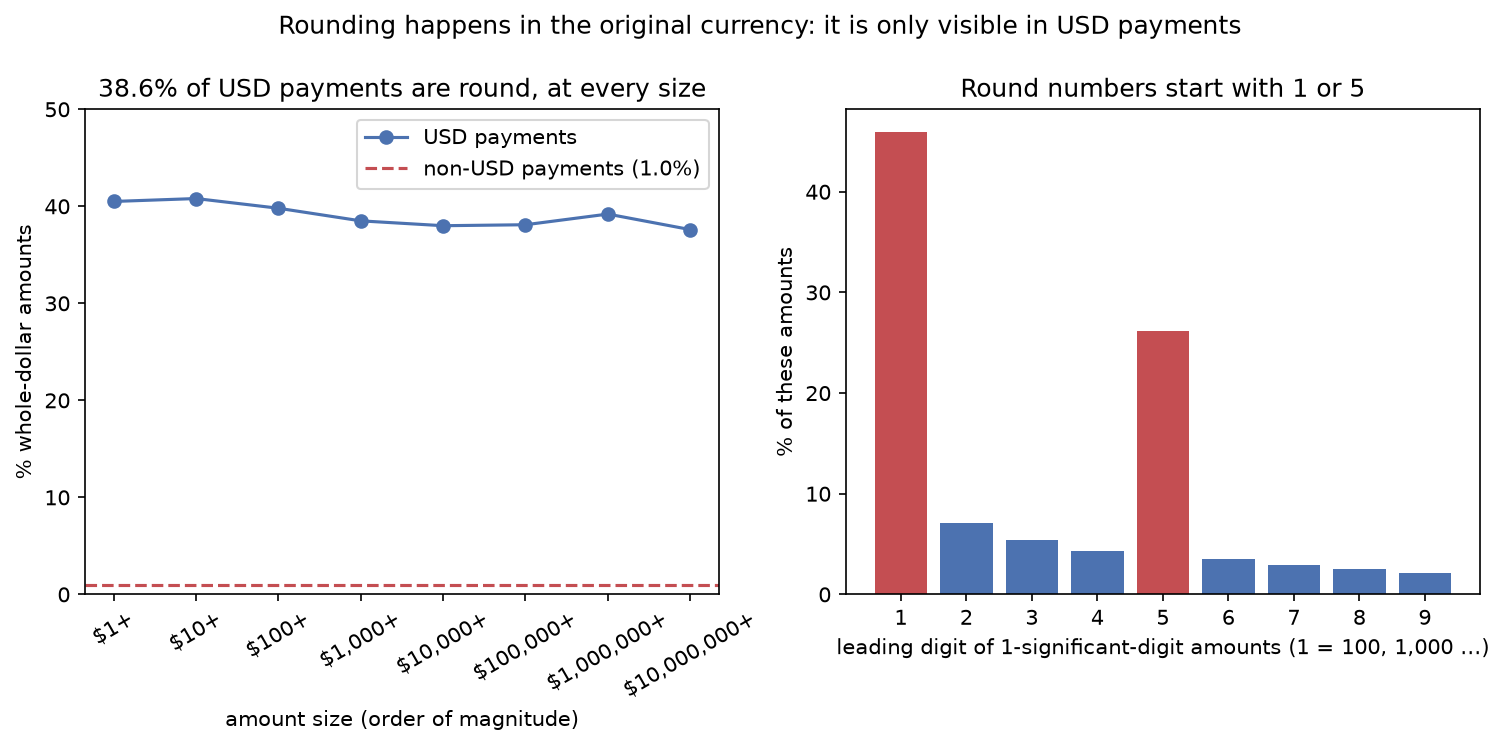 Rounding happens in the original currency: it is only visible in USD payments
38.6% of USD payments are round, at every size
% whole-dollar amounts
50
40
30
20
10
0
USD payments
non-USD payments (1.0%)
$1+
$10+
$100+
$1,000+
$10,000+
$100,000+
$1,000,000+
$10,000,000+
amount size (order of magnitude)
Round numbers start with 1 or 5
% of these amounts
40
30
20
10
0
1 2 3 4 5 6 7 8 9
leading digit of 1-significant-digit amounts (1 = 100, 1,000 ...)